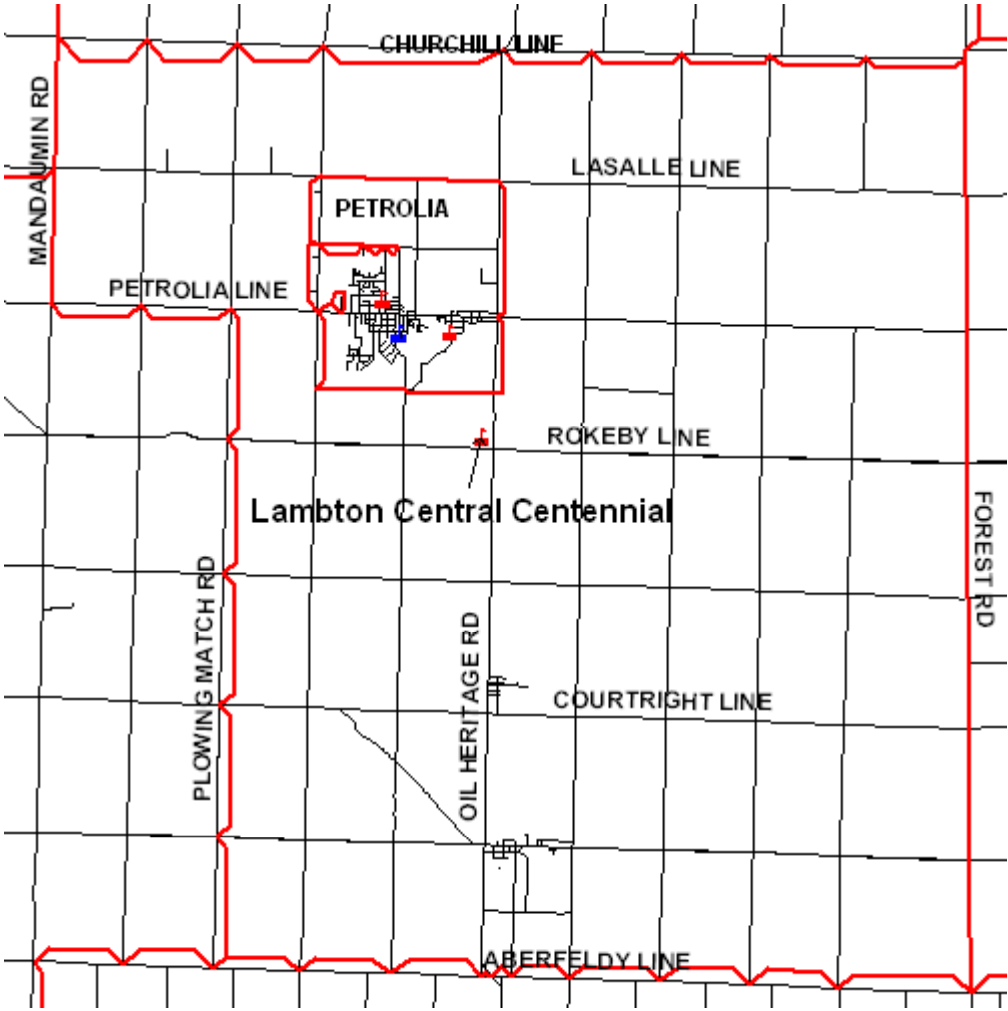 CHURCHILL LINE
MANDAUMIN RD
LASALLE LINE
PETROLIA
PETROLIA LINE
ROKEBY LINE
Lambton Central Centennial
FOREST RD
PLOWING MATCH RD
OIL HERITAGE RD
COURTRIGHT LINE
ABERFELDY LINE